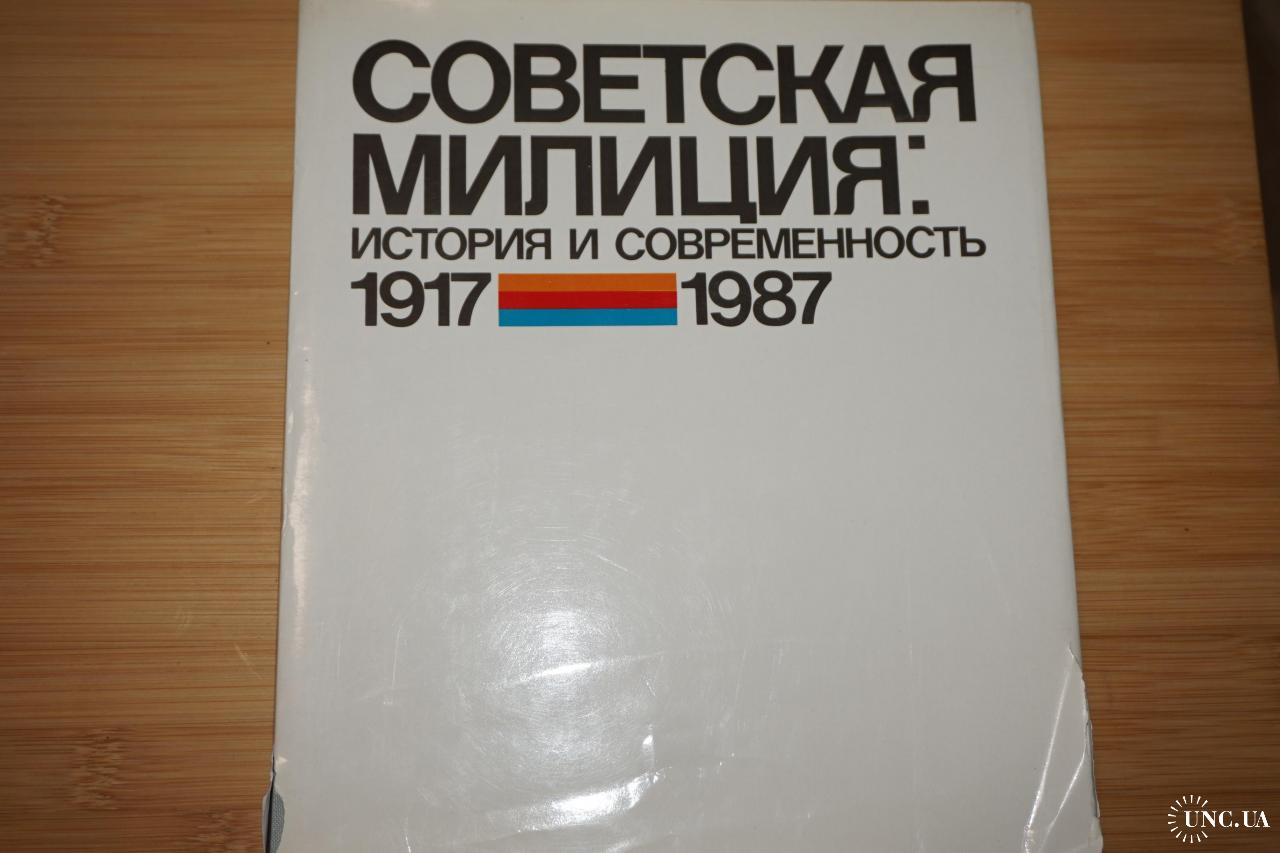 СОВЕТСКАЯ
МИЛИЦИЯ:
ИСТОРИЯ И СОВРЕМЕННОСТЬ
1917 1987
UNC.UA